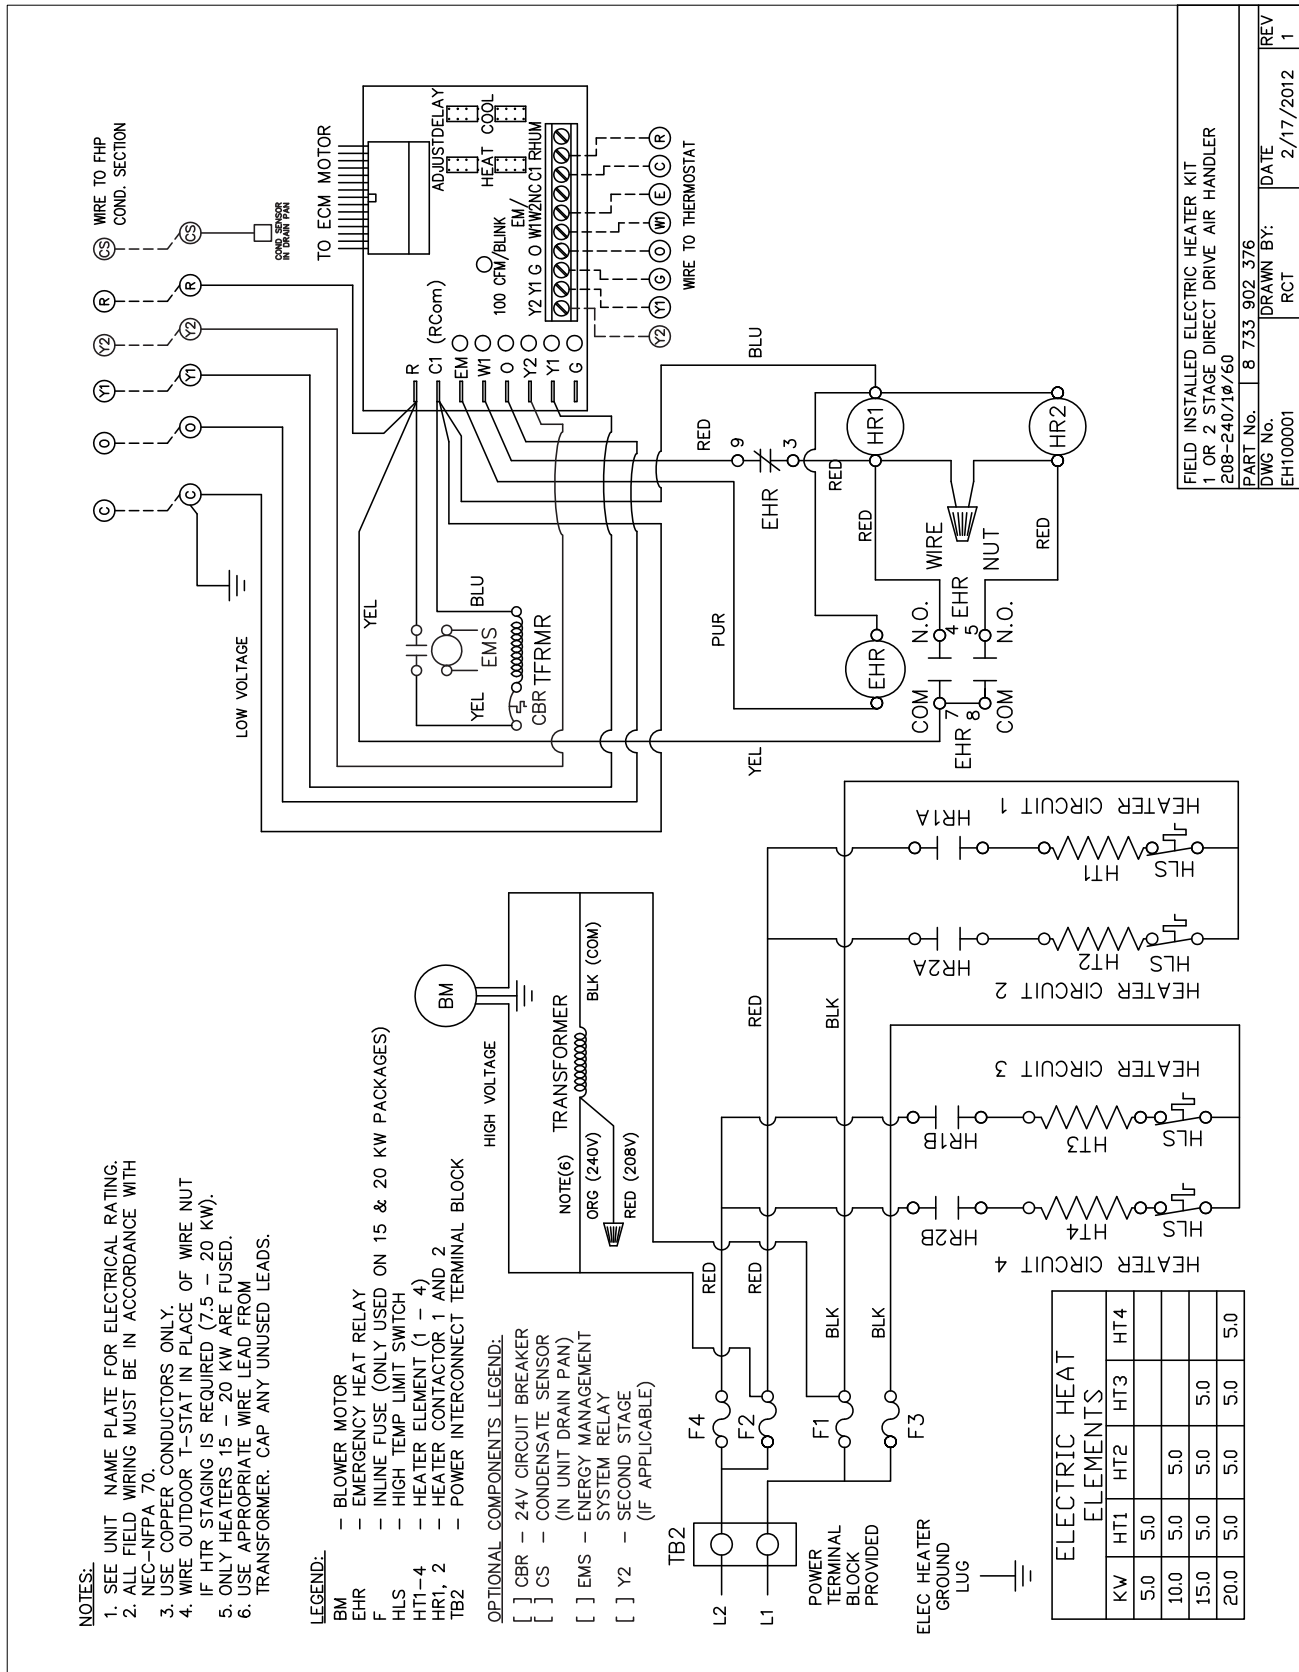 NOTES:
1. SEE UNIT NAME PLATE FOR ELECTRICAL RATING.
2. ALL FIELD WIRING MUST BE IN ACCORDANCE WITH
NEC-NFPA 70.
3. USE COPPER CONDUCTORS ONLY.
4. WIRE OUTDOOR T-STAT IN PLACE OF WIRE NUT
IF HTR STAGING IS REQUIRED (7.5 - 20 KW).
5. ONLY HEATERS 15 - 20 KW ARE FUSED.
6. USE APPROPRIATE WIRE LEAD FROM
TRANSFORMER. CAP ANY UNUSED LEADS.
LEGEND:
BM - BLOWER MOTOR
EHR - EMERGENCY HEAT RELAY
F - INLINE FUSE (ONLY USED ON 15 & 20 KW PACKAGES)
HLS - HIGH TEMP LIMIT SWITCH
HT1-4 - HEATER ELEMENT (1 - 4)
HR1, 2 - HEATER CONTACTOR 1 AND 2
TB2 - POWER INTERCONNECT TERMINAL BLOCK
OPTIONAL COMPONENTS LEGEND:
[ ] CBR - 24V CIRCUIT BREAKER
[ ] CS - CONDENSATE SENSOR
(IN UNIT DRAIN PAN)
[ ] EMS - ENERGY MANAGEMENT
SYSTEM RELAY
[ ] Y2 - SECOND STAGE
(IF APPLICABLE)
TB2
L2
L1
POWER
TERMINAL
BLOCK
PROVIDED
ELEC HEATER
GROUND
LUG
F4
F2
F1
F3
RED
RED
BLK
BLK
HIGH VOLTAGE
BM
NOTE(6)
TRANSFORMER
ORG (240V)
RED (208V)
BLK (COM)
RED
BLK
HEATER CIRCUIT 4
HR2B
HT4
HLS
HR1B
HT3
HLS
HEATER CIRCUIT 3
HEATER CIRCUIT 2
HR2A
HT2
HLS
HR1A
HT1
HLS
HEATER CIRCUIT 1
ELECTRIC HEAT
ELEMENTS
KW HT1 HT2 HT3 HT4
5.0 5.0
10.0 5.0 5.0
15.0 5.0 5.0 5.0
20.0 5.0 5.0 5.0 5.0
LOW VOLTAGE
C O Y1 Y2 R CS
WIRE TO FHP
COND. SECTION
C O Y1 Y2 R CS
COND SENSOR
IN DRAIN PAN
TO ECM MOTOR
ADJUST DELAY
HEAT COOL
100 CFM/BLINK
EM/
Y2 Y1 G O W1 W2 NC C1 R HUM
R
C1 (RCom)
EM
W1
O
Y2
Y1
G
Y2 Y1 G O W1 E C R
WIRE TO THERMOSTAT
YEL
YEL
BLU
EMS
CBR TFRMR
PUR
YEL
RED
BLU
9
3
EHR
RED
HR1
HR2
RED
WIRE
NUT
RED
EHR
COM
N.O.
7
4
EHR
EHR
8
5
COM
N.O.
FIELD INSTALLED ELECTRIC HEATER KIT
1 OR 2 STAGE DIRECT DRIVE AIR HANDLER
208-240/1Ø/60
PART No. 8 733 902 376
DWG No. DRAWN BY: DATE REV
EH100001 RCT 2/17/2012 1